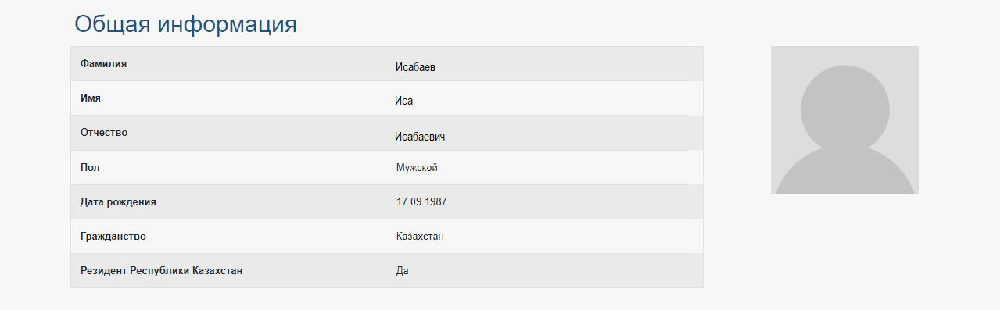 Общая информация
Фамилия Исабаев
Имя Иса
Отчество Исабаевич
Пол Мужской
Дата рождения 17.09.1987
Гражданство Казахстан
Резидент Республики Казахстан Да